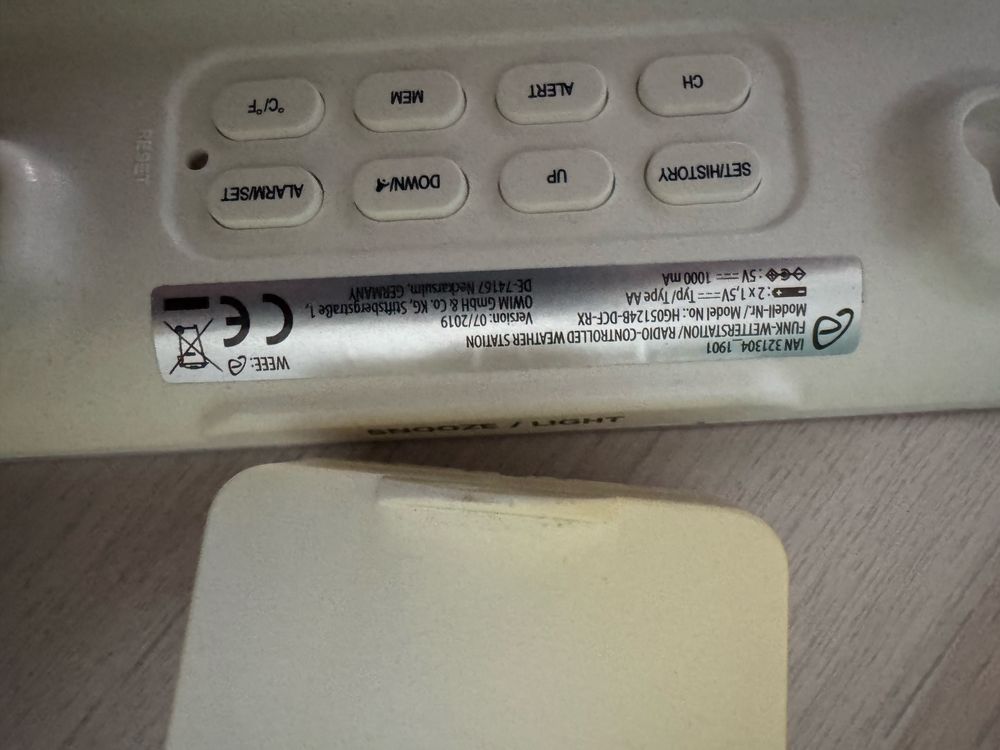 SNOOZE / LIGHT
IAN 321304_1901
FUNK-WETTERSTATION/ RADIO-CONTROLLED WEATHER STATION
Modell-Nr./ Model No.: HG05124B-DCF-RX
: 2 x 1,5V⎓ Typ/ Type AA
: 5V ⎓ 1000 mA
Version: 07/2019
OWIM GmbH & Co. KG, Stiftsbergstraße 1,
DE-74167 Neckarsulm, GERMANY
WEEE:
CE
SET/HISTORY
UP
DOWN/
ALARM/SET
RESET
CH
ALERT
MEM
°C/°F